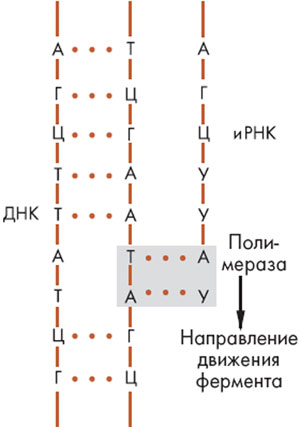 А Т А
Г Ц Г
Ц Г Ц иРНК
Т А У
ДНК Т А У
Поли-
А Т А мераза
Т А У
Направление
Ц Г движения
фермента
Г Ц